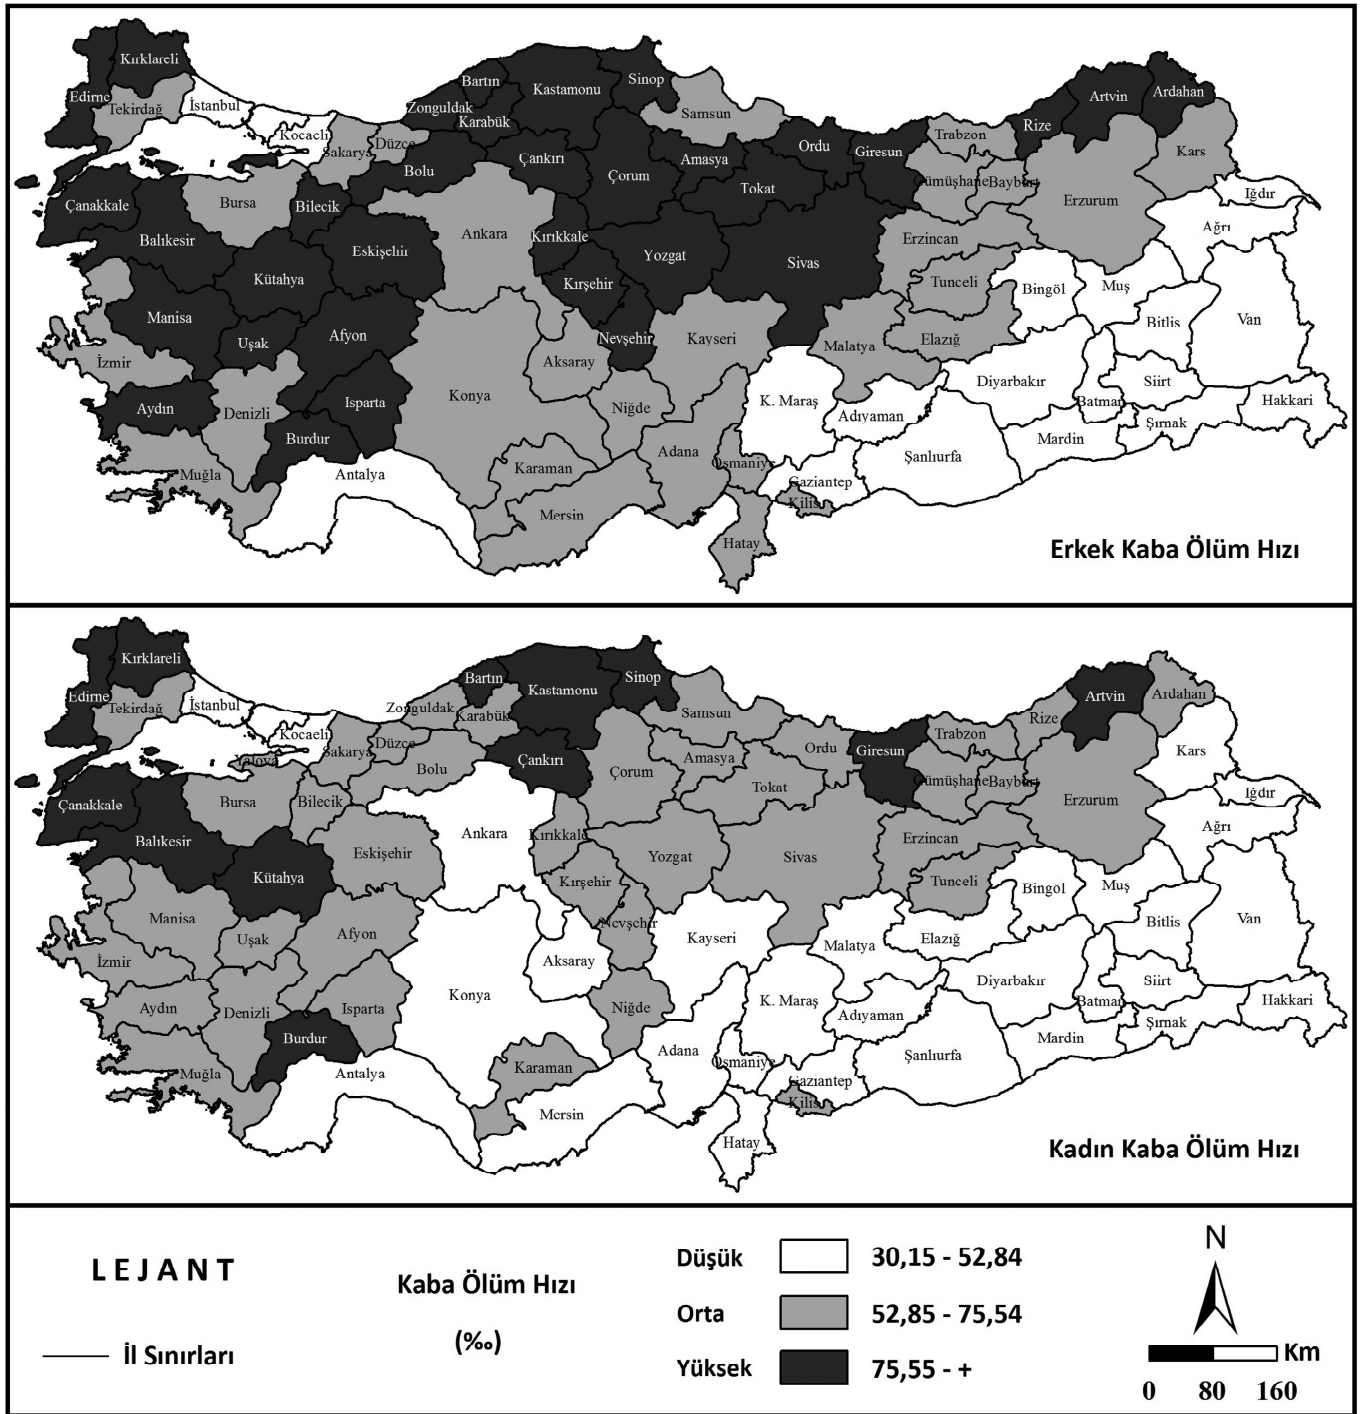 Kırklareli
Edirne
Tekirdağ
İstanbul
Kocaeli
Sakarya
Düzce
Zonguldak
Bartın
Karabük
Kastamonu
Sinop
Samsun
Bolu
Çankırı
Çorum
Amasya
Tokat
Ordu
Giresun
Trabzon
Gümüşhane
Bayburt
Rize
Artvin
Ardahan
Kars
Erzurum
Iğdır
Ağrı
Çanakkale
Balıkesir
Bursa
Bilecik
Eskişehir
Ankara
Kırıkkale
Yozgat
Sivas
Erzincan
Tunceli
Bingöl
Muş
Bitlis
Van
Kütahya
Manisa
Uşak
Afyon
Kırşehir
Nevşehir
Kayseri
Malatya
Elazığ
Diyarbakır
Batman
Siirt
Şırnak
Hakkari
İzmir
Aydın
Denizli
Isparta
Burdur
Konya
Aksaray
Niğde
K. Maraş
Adıyaman
Şanlıurfa
Mardin
Muğla
Antalya
Karaman
Mersin
Adana
Osmaniye
Gaziantep
Kilis
Hatay
Erkek Kaba Ölüm Hızı
Kırklareli
Edirne
Tekirdağ
İstanbul
Kocaeli
Yalova
Sakarya
Düzce
Zonguldak
Bartın
Karabük
Kastamonu
Sinop
Samsun
Bolu
Çankırı
Çorum
Amasya
Tokat
Ordu
Giresun
Trabzon
Gümüşhane
Bayburt
Rize
Artvin
Ardahan
Kars
Erzurum
Iğdır
Ağrı
Çanakkale
Balıkesir
Bursa
Bilecik
Eskişehir
Ankara
Kırıkkale
Yozgat
Sivas
Erzincan
Tunceli
Bingöl
Muş
Bitlis
Van
Kütahya
Manisa
Uşak
Afyon
Kırşehir
Nevşehir
Kayseri
Malatya
Elazığ
Diyarbakır
Batman
Siirt
Şırnak
Hakkari
İzmir
Aydın
Denizli
Isparta
Burdur
Konya
Aksaray
Niğde
K. Maraş
Adıyaman
Şanlıurfa
Mardin
Muğla
Antalya
Karaman
Mersin
Adana
Osmaniye
Gaziantep
Kilis
Hatay
Kadın Kaba Ölüm Hızı
LEJANT
İl Sınırları
Kaba Ölüm Hızı
(‰)
Düşük 30,15 - 52,84
Orta 52,85 - 75,54
Yüksek 75,55 - +
N
Km
0 80 160